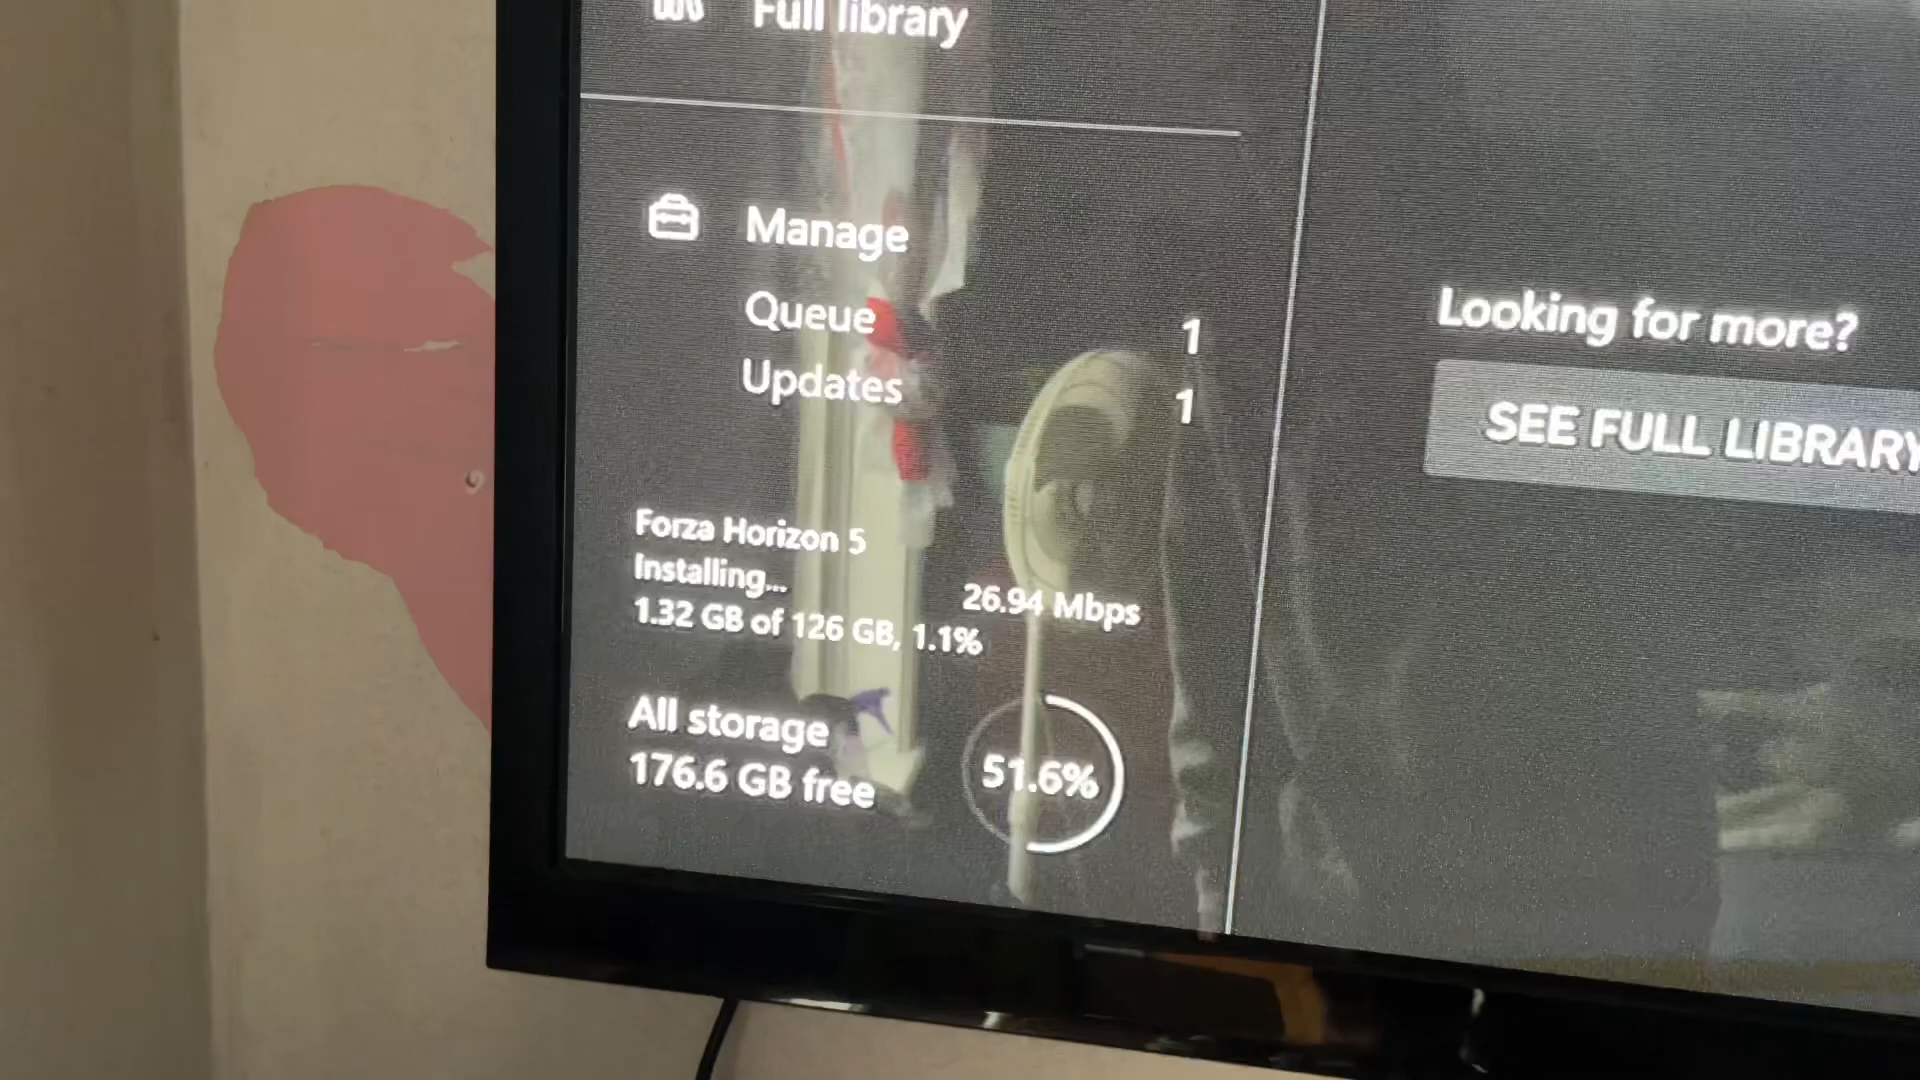 Full library
Manage
Queue 1
Updates 1
Forza Horizon 5
Installing...
26.94 Mbps
1.32 GB of 126 GB, 1.1%
All storage
176.6 GB free
51.6%
Looking for more?
SEE FULL LIBRARY